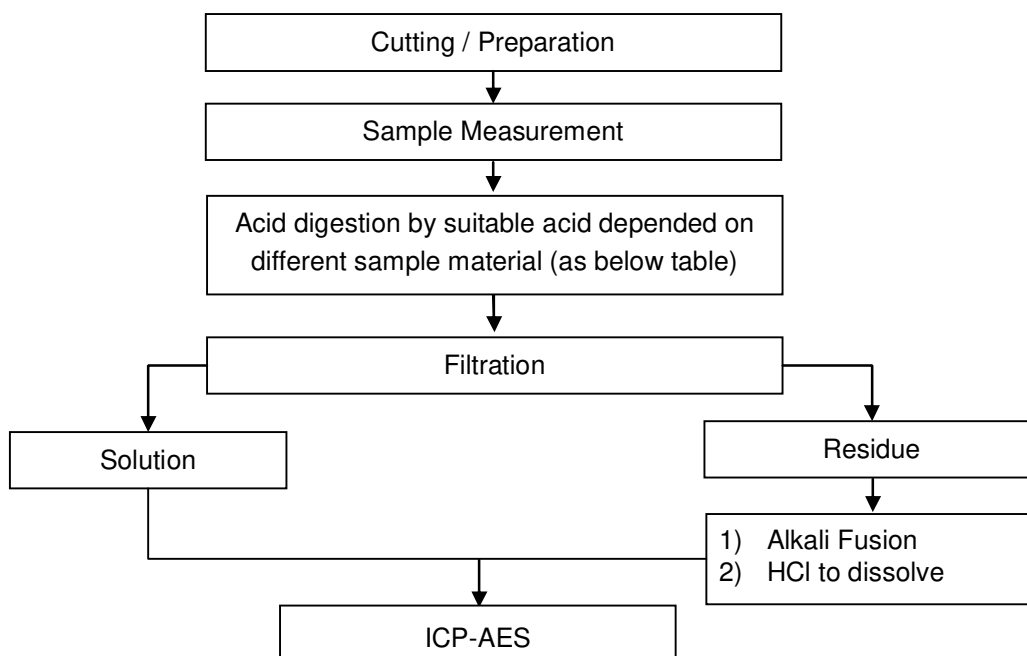 Cutting / Preparation
Sample Measurement
Acid digestion by suitable acid depended on
different sample material (as below table)
Filtration
Solution
Residue
1) Alkali Fusion
2) HCl to dissolve
ICP-AES